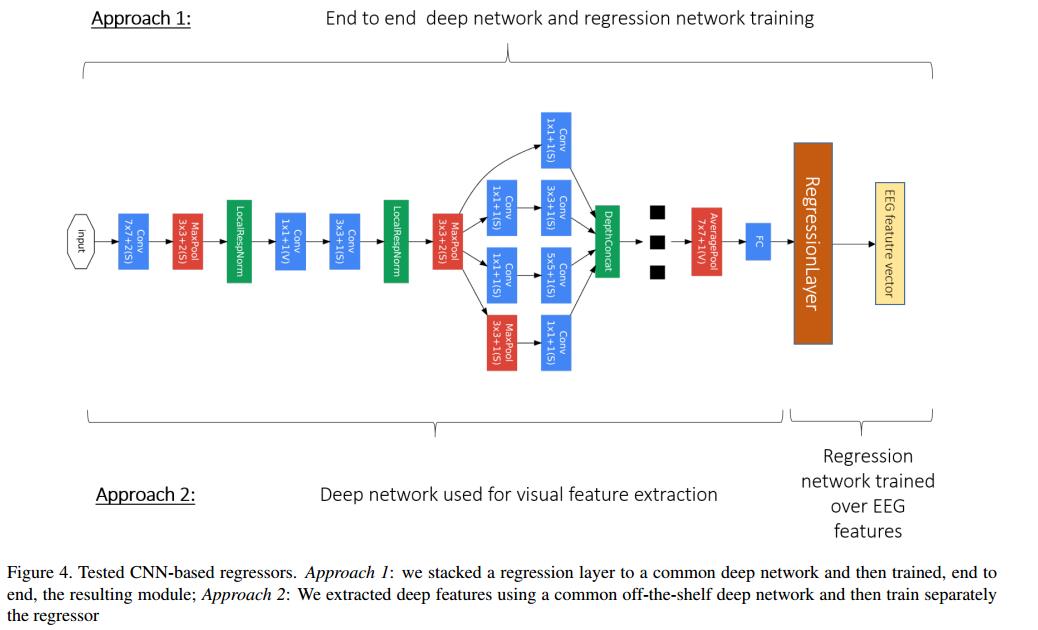 Approach 1:
End to end  deep network and regression network training
input
Conv
7x7+2(S)
MaxPool
3x3+2(S)
LocalRespNorm
Conv
1x1+1(V)
Conv
3x3+1(S)
LocalRespNorm
MaxPool
3x3+2(S)
Conv
1x1+1(S)
Conv
1x1+1(S)
Conv
3x3+1(S)
Conv
1x1+1(S)
Conv
5x5+1(S)
MaxPool
3x3+1(S)
Conv
1x1+1(S)
DepthConcat
AveragePool
7x7+1(V)
FC
RegressionLayer
EEG featutre vector
Approach 2:
Deep network used for visual feature extraction
Regression
network trained
over EEG
features
Figure 4. Tested CNN-based regressors. Approach 1: we stacked a regression layer to a common deep network and then trained, end to
end, the resulting module; Approach 2: We extracted deep features using a common off-the-shelf deep network and then train separately
the regressor